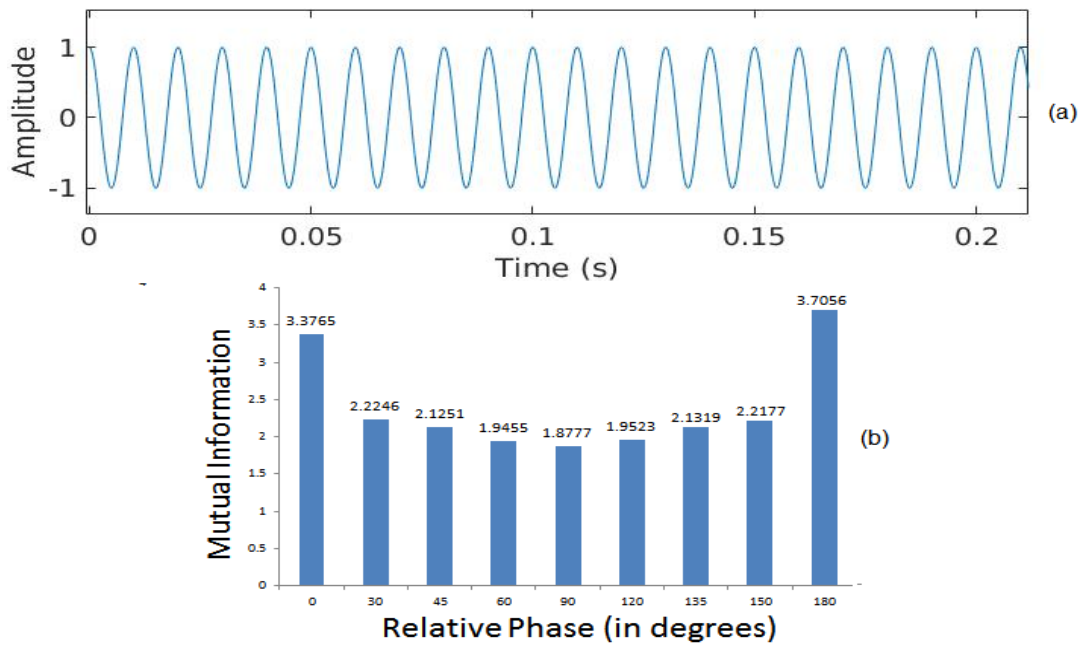 Amplitude
1
0
-1
(a)
0 0.05 0.1 0.15 0.2
Time (s)
Mutual Information
4
3.5
3
2.5
2
1.5
1
0.5
0
3.3765
2.2246
2.1251
1.9455
1.8777
1.9523
2.1319
2.2177
3.7056
(b)
0 30 45 60 90 120 135 150 180
Relative Phase (in degrees)